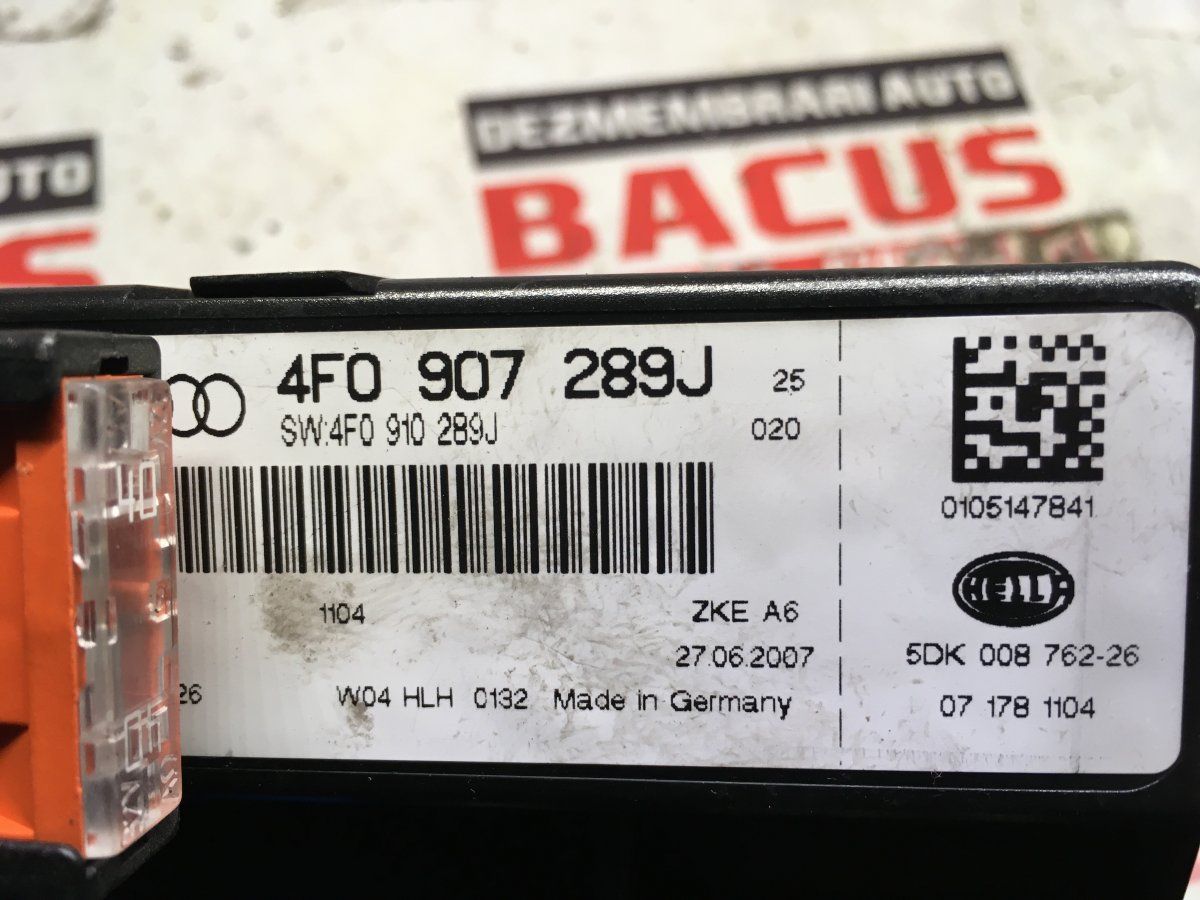 DEZMEMBRARI AUTO
BACUS
4F0 907 289J 25
SW:4F0 910 289J 020
0105147841
HELLA
1104 ZKE A6
27.06.2007 5DK 008 762-26
26 W04 HLH 0132 Made in Germany 07 178 1104
40